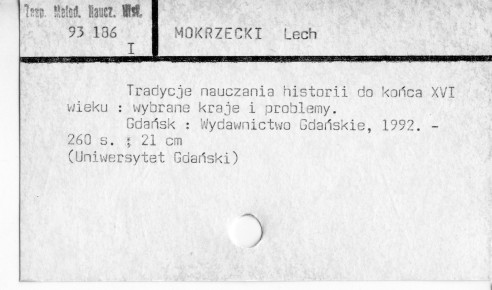 Zesp. Metod. Naucz. Hist.
93 186
I
MOKRZECKI Lech
Tradycje nauczania historii do końca XVI
wieku : wybrane kraje i problemy.
Gdańsk : Wydawnictwo Gdańskie, 1992. -
260 s. ; 21 cm
(Uniwersytet Gdański)